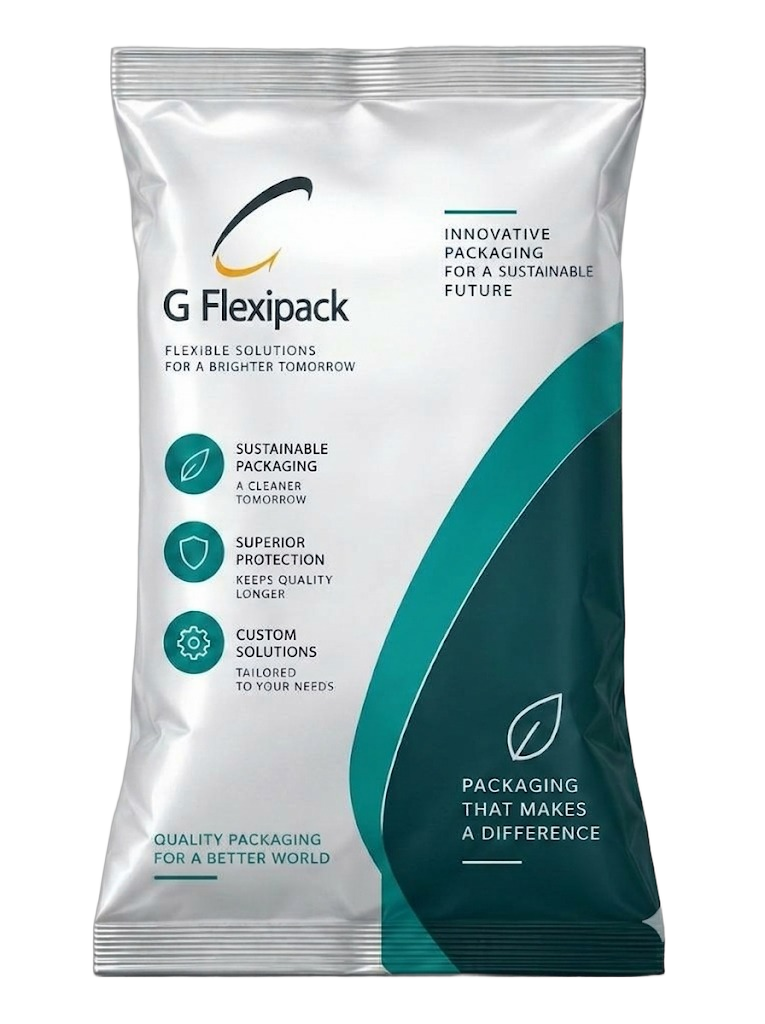 G Flexipack
FLEXIBLE SOLUTIONS
FOR A BRIGHTER TOMORROW
INNOVATIVE
PACKAGING
FOR A SUSTAINABLE
FUTURE
SUSTAINABLE
PACKAGING
A CLEANER
TOMORROW
SUPERIOR
PROTECTION
KEEPS QUALITY
LONGER
CUSTOM
SOLUTIONS
TAILORED
TO YOUR NEEDS
PACKAGING
THAT MAKES
A DIFFERENCE
QUALITY PACKAGING
FOR A BETTER WORLD